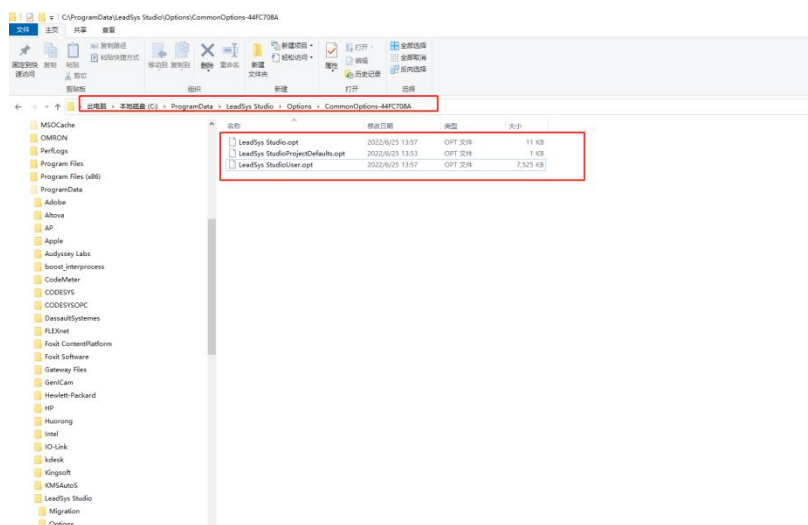 C:\ProgramData\LeadSys Studio\Options\CommonOptions-44FC708A
文件 主页 共享 查看
固定到快速访问
复制
粘贴
复制路径
粘贴快捷方式
剪切
移动到
复制到
删除
重命名
新建文件夹
新建项目
轻松访问
属性
打开
编辑
历史记录
全部选择
全部取消
反向选择
剪贴板 组织 新建 打开 选择
此电脑 › 本地磁盘 (C:) › ProgramData › LeadSys Studio › Options › CommonOptions-44FC708A
名称 修改日期 类型 大小
LeadSys Studio.opt 2022/6/25 13:57 OPT 文件 11 KB
LeadSys StudioProjectDefaults.opt 2022/6/25 13:53 OPT 文件 1 KB
LeadSys StudioUser.opt 2022/6/25 13:57 OPT 文件 7,525 KB
MSOCache
OMRON
PerfLogs
Program Files
Program Files (x86)
ProgramData
Adobe
Altova
AP
Apple
Audyssey Labs
boost_interprocess
CodeMeter
CODESYS
CODESYSOPC
DassaultSystemes
FLEXnet
Foxit ContentPlatform
Foxit Software
Gateway Files
GenICam
Hewlett-Packard
HP
Huorong
Intel
IO-Link
kdesk
Kingsoft
KMSAutoS
LeadSys Studio
Migration
Options